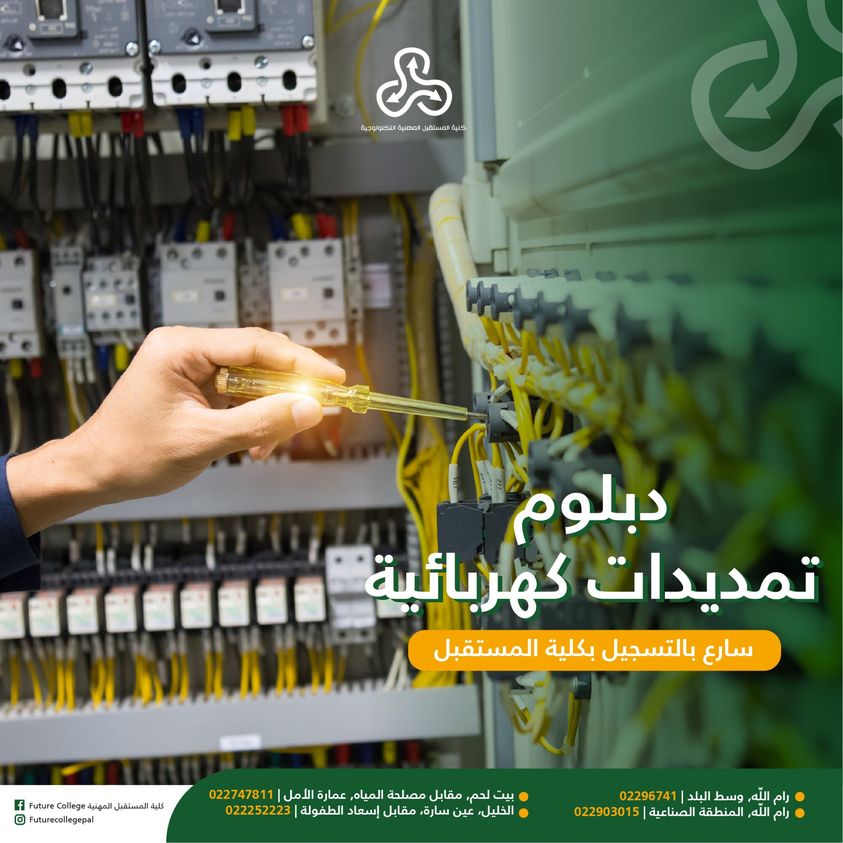 كلية المستقبل المهنية التكنولوجية
دبلوم
تمديدات كهربائية
سارع بالتسجيل بكلية المستقبل
رام الله, وسط البلد | 02296741
رام الله, المنطقة الصناعية | 022903015
بيت لحم, مقابل مصلحة المياه, عمارة الأمل | 022747811
الخليل, عين سارة, مقابل إسعاد الطفولة | 022252223
Future College كلية المستقبل المهنية
Futurecollegepal